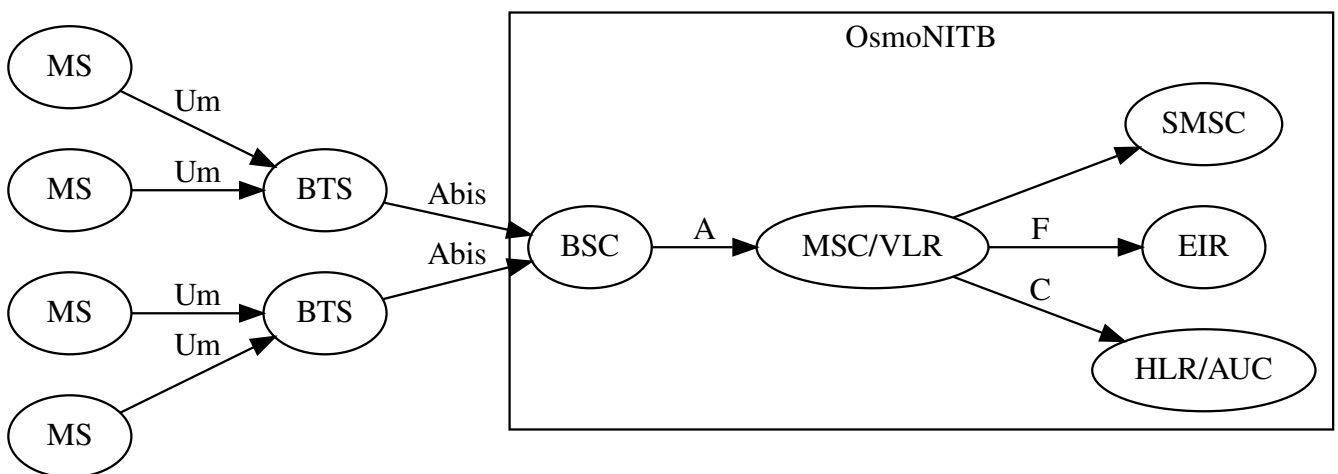 OsmoNITB
MS
Um
SMSC
MS
Um
BTS
Abis
BSC
A
MSC/VLR
F
EIR
Abis
MS
Um
BTS
C
Um
HLR/AUC
MS